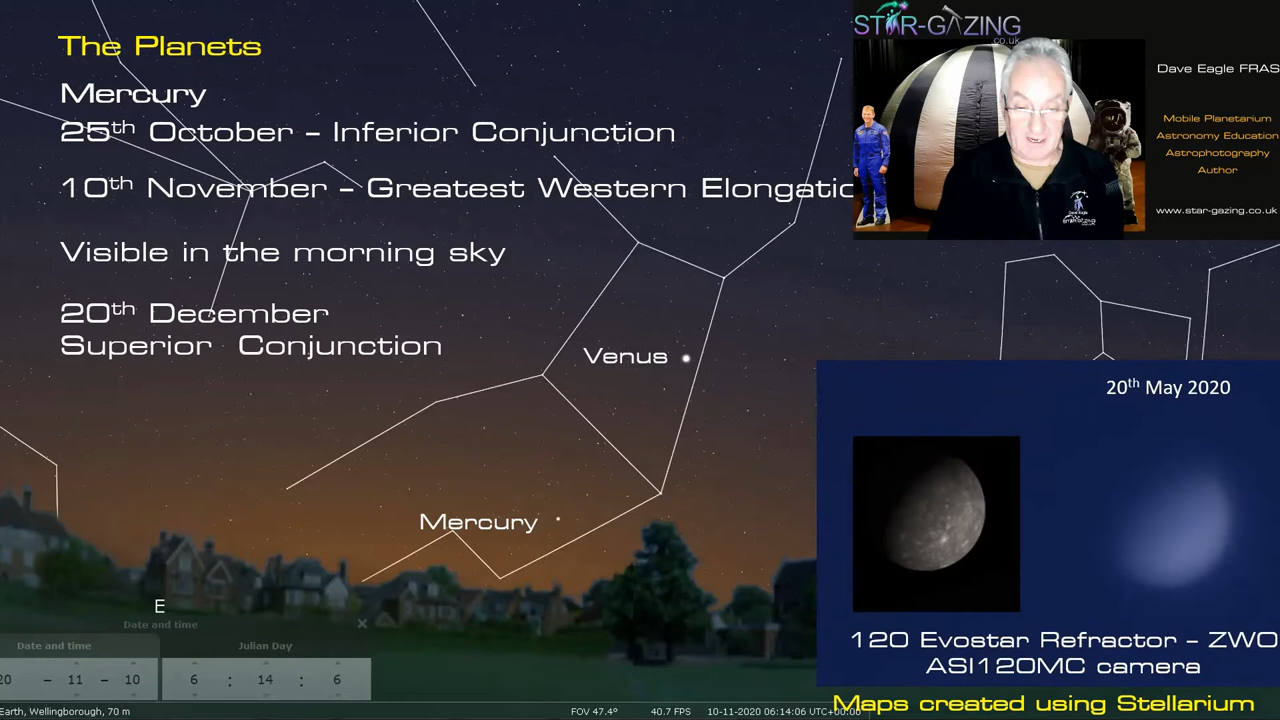 The Planets
Mercury
25th October - Inferior Conjunction
10th November - Greatest Western Elongatio
Visible in the morning sky
20th December
Superior Conjunction
Venus
Mercury
E
Date and time
Date and time
Julian Day
20 - 11 - 10
6 : 14 : 6
Earth, Wellingborough, 70 m
FOV 47.4°
40.7 FPS
10-11-2020 06:14:06 UTC+00:00
STAR-GAZING
co.uk
Dave Eagle FRAS
Mobile Planetarium
Astronomy Education
Astrophotography
Author
www.star-gazing.co.uk
20th May 2020
120 Evostar Refractor - ZWO
ASI120MC camera
Maps created using Stellarium